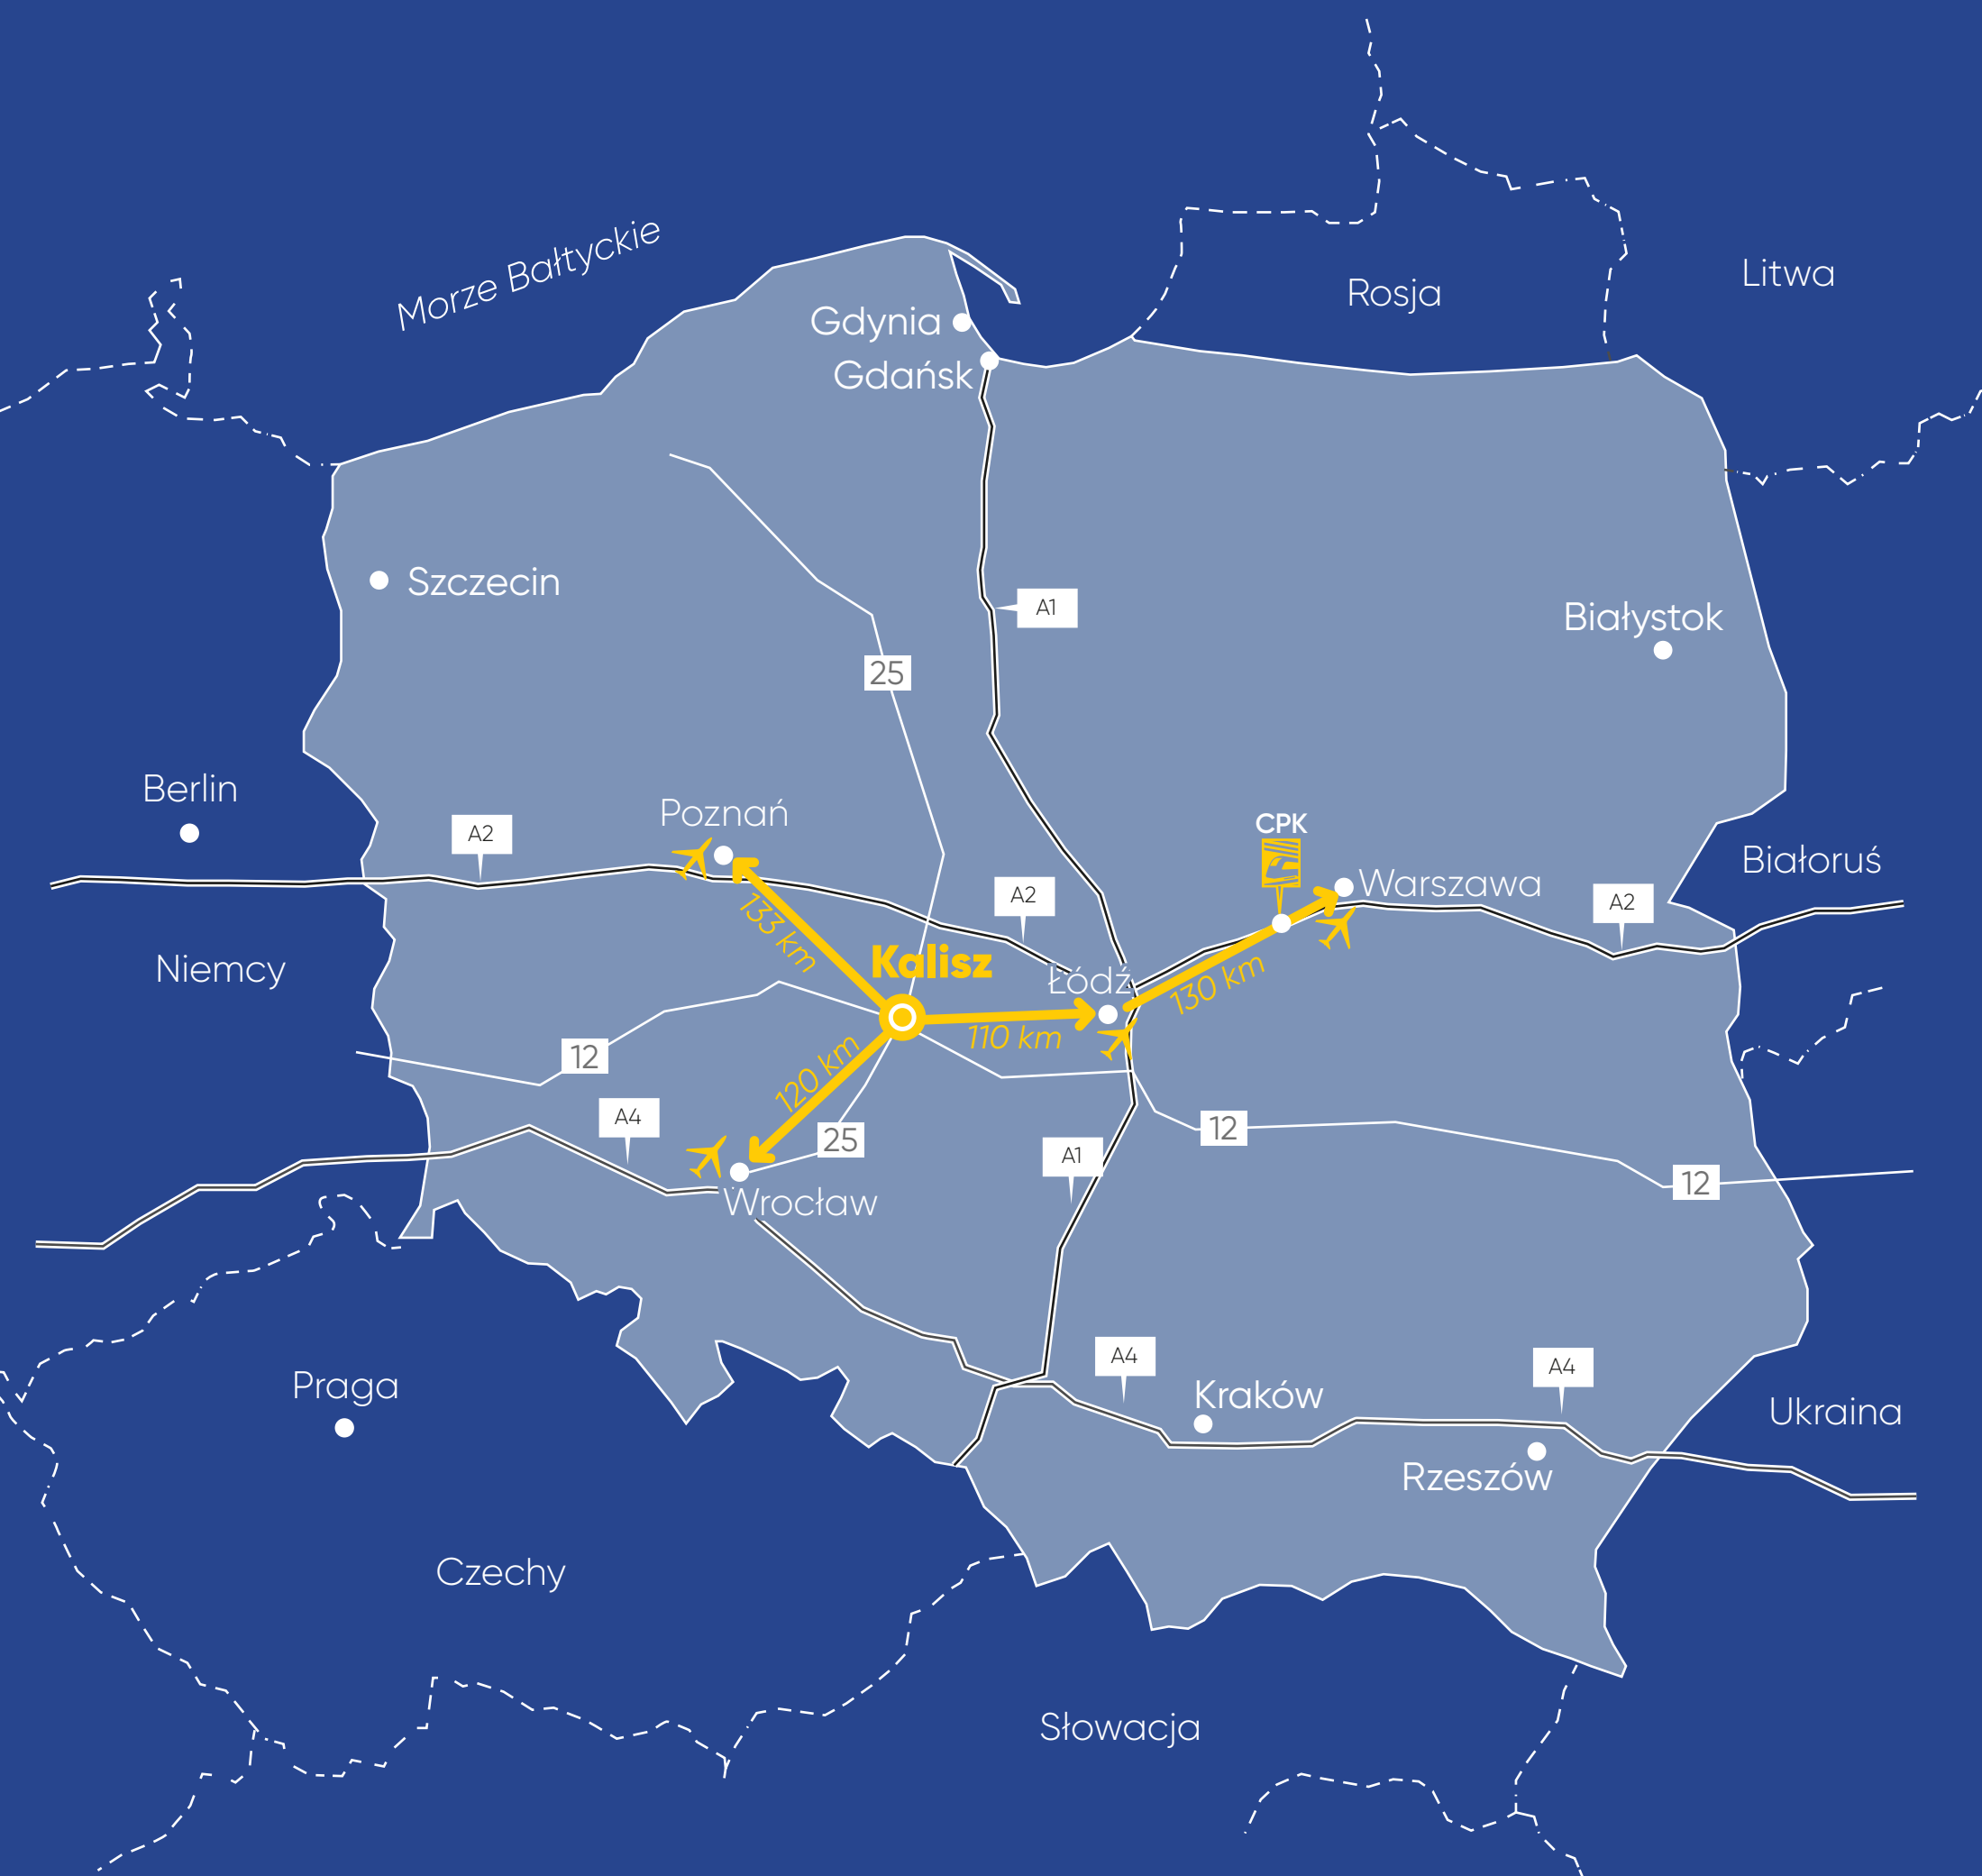 Morze Bałtyckie
Litwa
Rosja
Gdynia
Gdańsk
Szczecin
A1
Białystok
25
Berlin
Poznań
A2
CPK
Białoruś
Warszawa
A2
A2
133 km
Kalisz
Niemcy
Łódź
130 km
110 km
12
120 km
A4
25
12
A1
12
Wrocław
A4
A4
Praga
Kraków
Ukraina
Rzeszów
Czechy
Słowacja